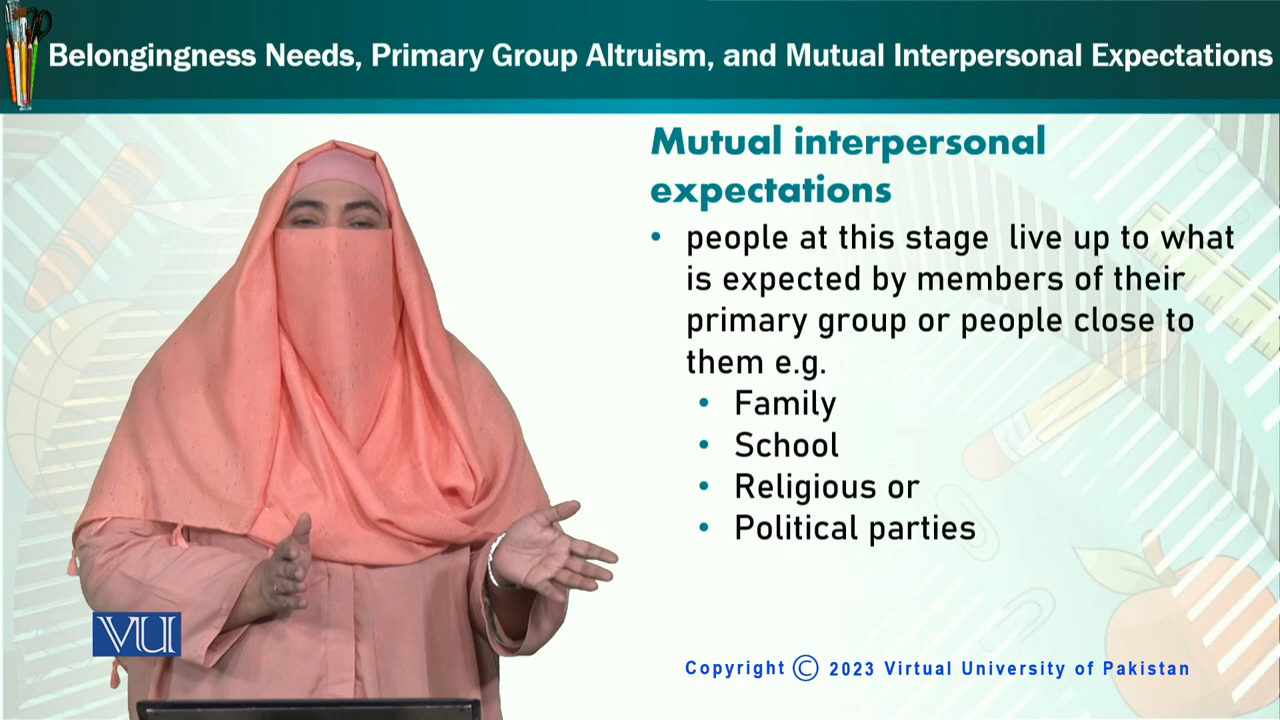 Belongingness Needs, Primary Group Altruism, and Mutual Interpersonal Expectations
Mutual interpersonal
expectations
• people at this stage live up to what
is expected by members of their
primary group or people close to
them e.g.
• Family
• School
• Religious or
• Political parties
VU
Copyright © 2023 Virtual University of Pakistan